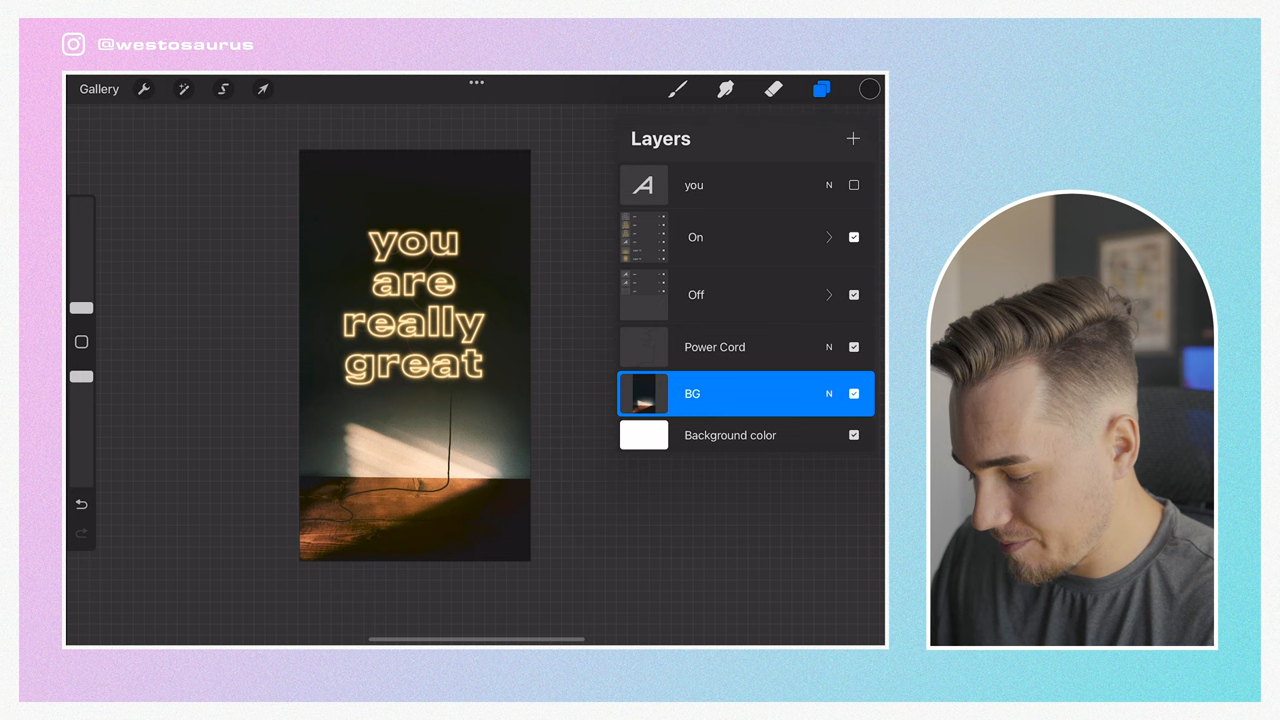 @westosaurus
Gallery
Layers
you N
On
Off
Power Cord N
BG N
Background color
you
are
really
great